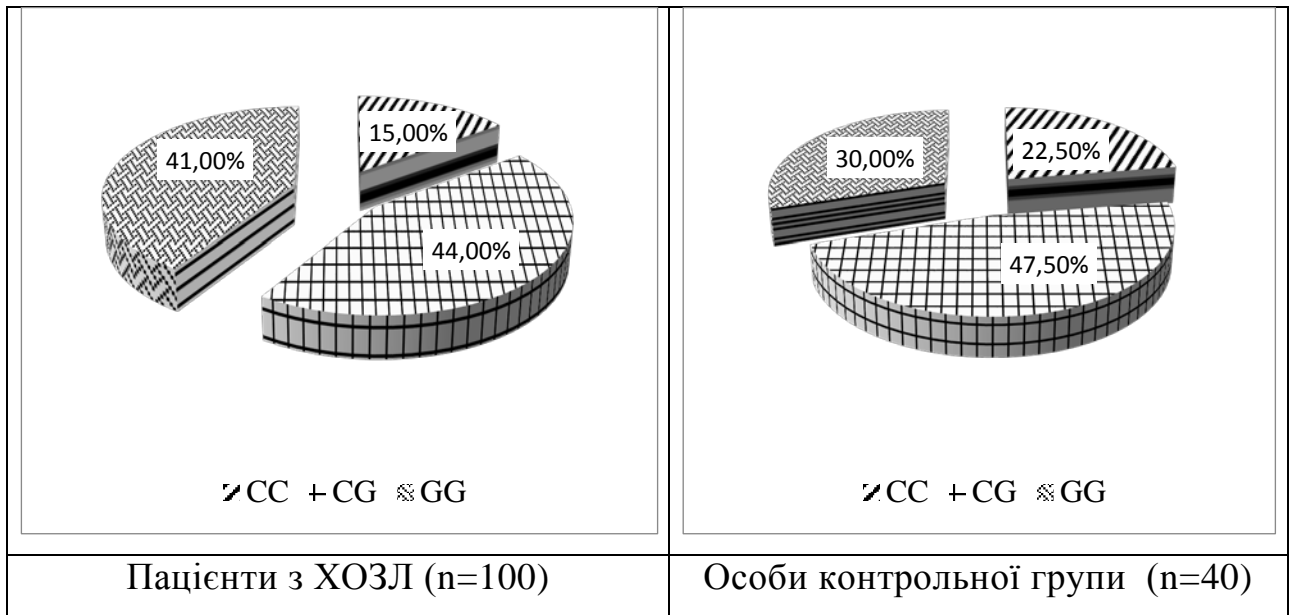 15,00%
41,00%
44,00%
CC CG GG
22,50%
30,00%
47,50%
CC CG GG
Пацієнти з ХОЗЛ (n=100)
Особи контрольної групи (n=40)